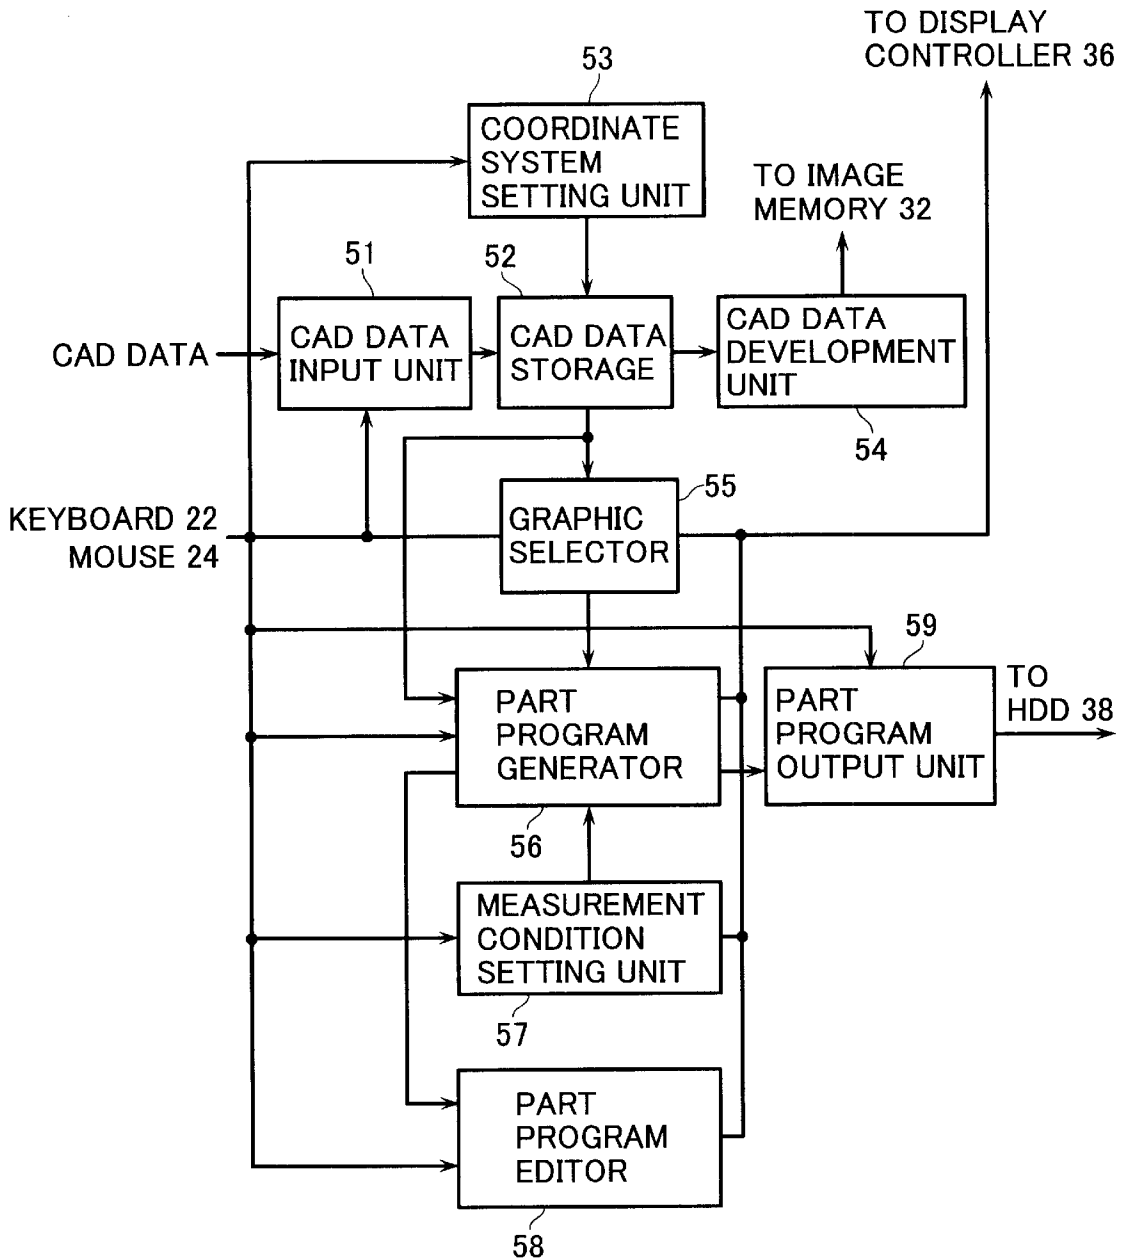 TO DISPLAY
CONTROLLER 36
53
COORDINATE
SYSTEM
SETTING UNIT
TO IMAGE
MEMORY 32
51
52
CAD DATA
CAD DATA
INPUT UNIT
CAD DATA
STORAGE
CAD DATA
DEVELOPMENT
UNIT
54
55
KEYBOARD 22
MOUSE 24
GRAPHIC
SELECTOR
59
PART
PROGRAM
GENERATOR
PART
PROGRAM
OUTPUT UNIT
TO
HDD 38
56
MEASUREMENT
CONDITION
SETTING UNIT
57
PART
PROGRAM
EDITOR
58